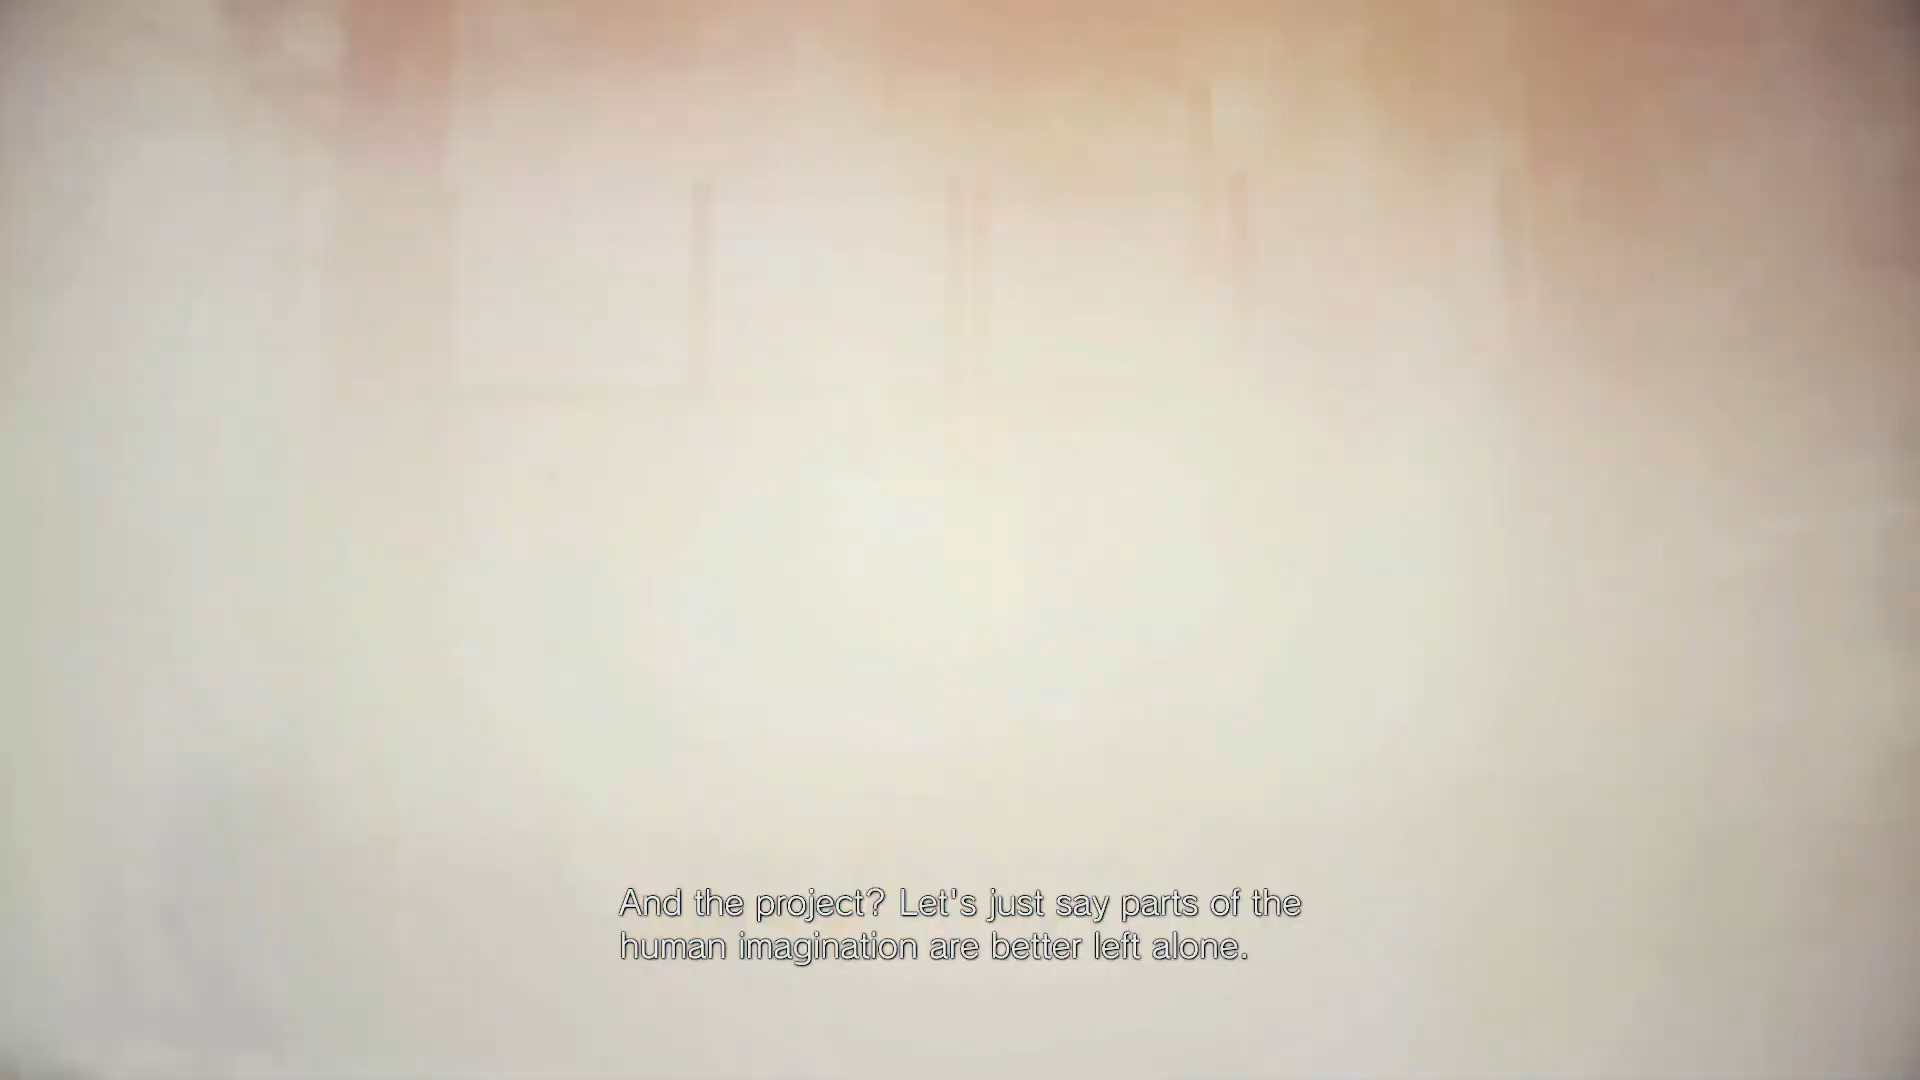 And the project? Let's just say parts of the
human imagination are better left alone.